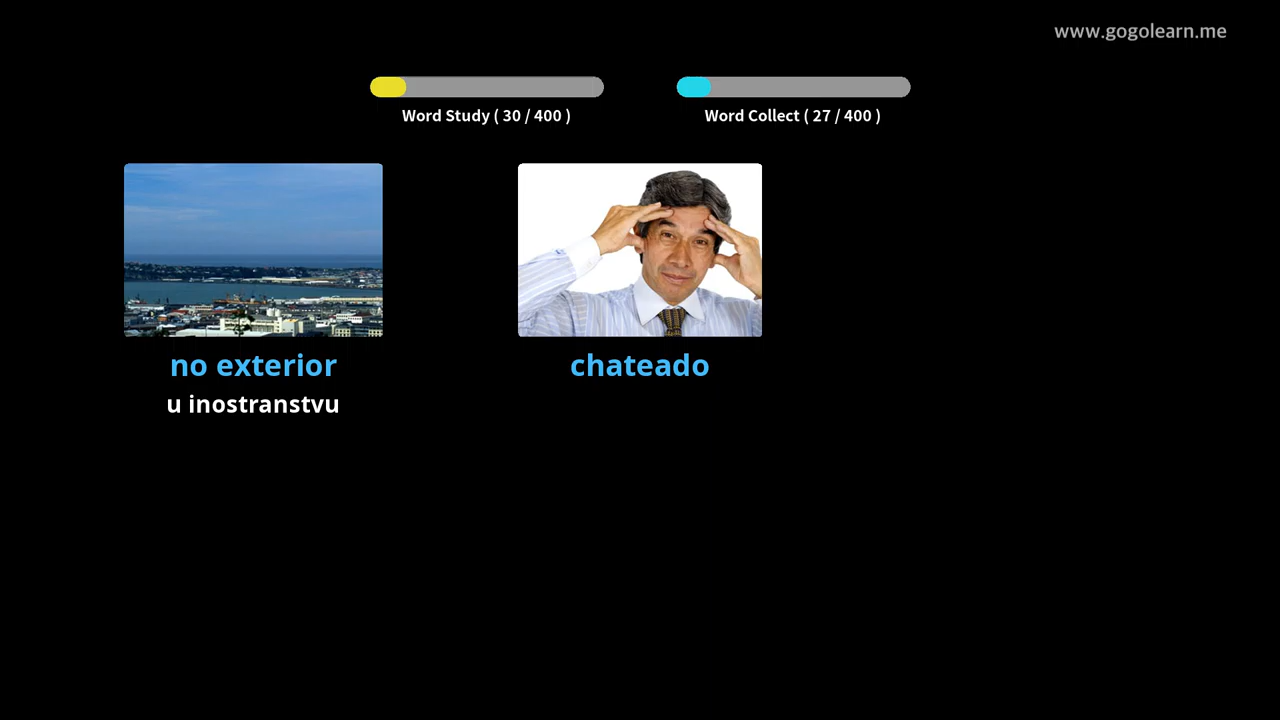 www.gogolearn.me
Word Study ( 30 / 400 )
Word Collect ( 27 / 400 )
no exterior
u inostranstvu
chateado